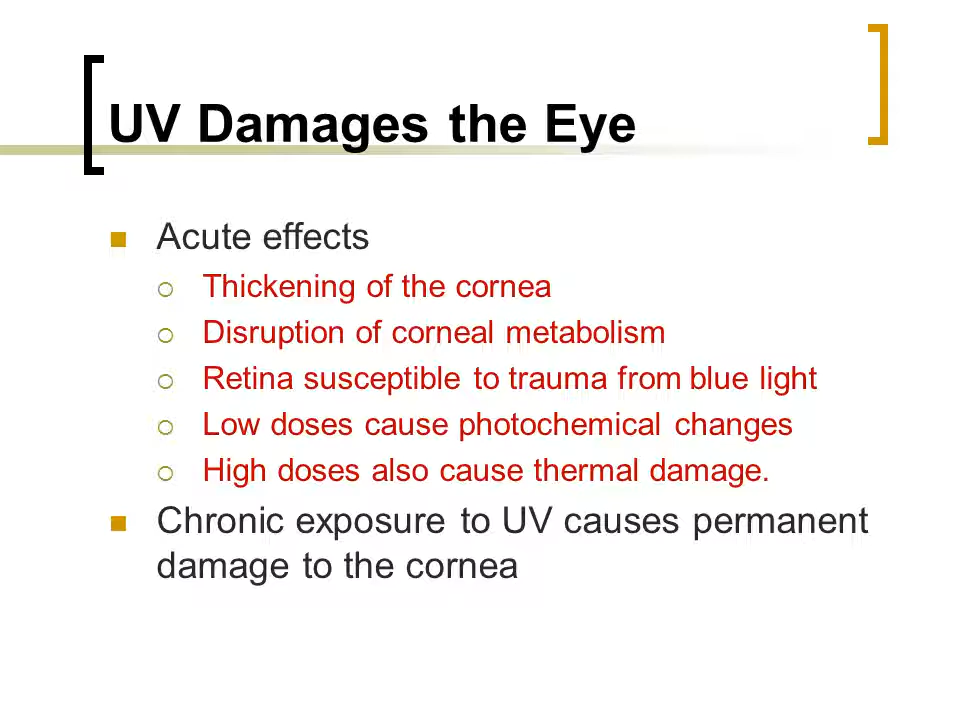 UV Damages the Eye
Acute effects
Thickening of the cornea
Disruption of corneal metabolism
Retina susceptible to trauma from blue light
Low doses cause photochemical changes
High doses also cause thermal damage.
Chronic exposure to UV causes permanent
damage to the cornea